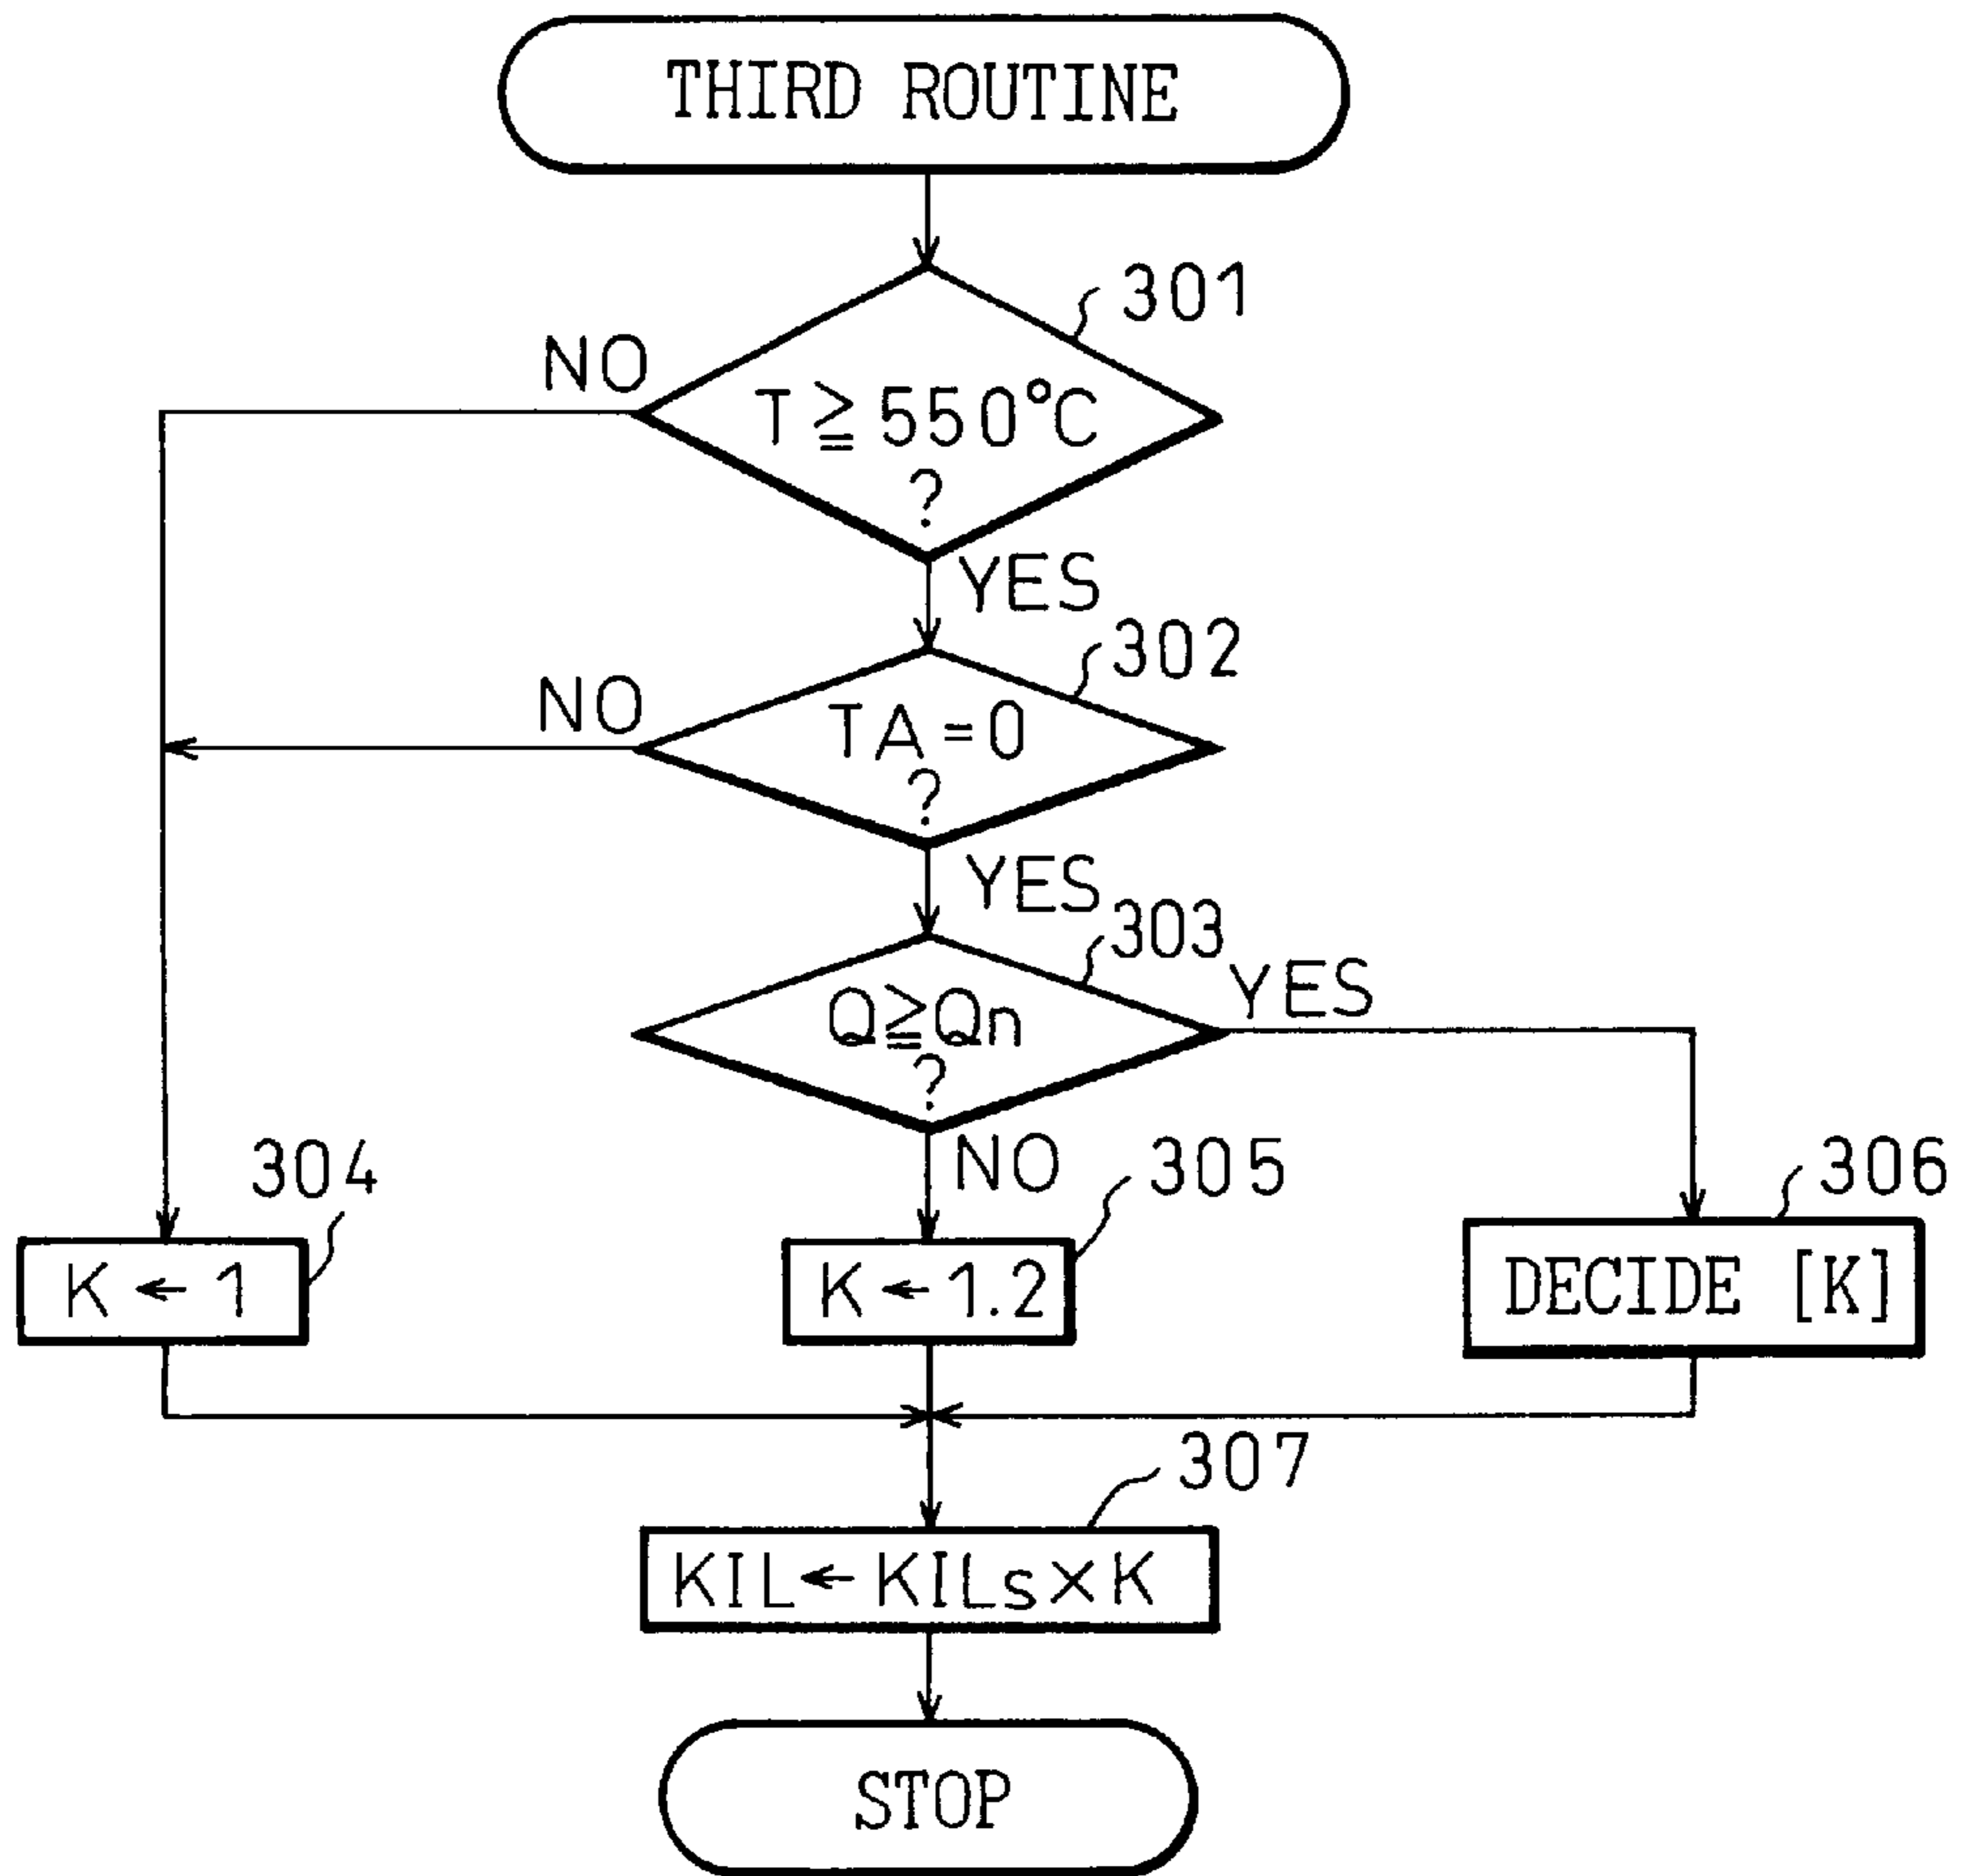 THIRD ROUTINE
301
NO
T≧550°C
?
YES
302
NO
TA=0
?
YES
303
YES
Q≧Qn
?
NO
304
305
306
K←1
K←1.2
DECIDE [K]
307
KIL←KILs×K
STOP